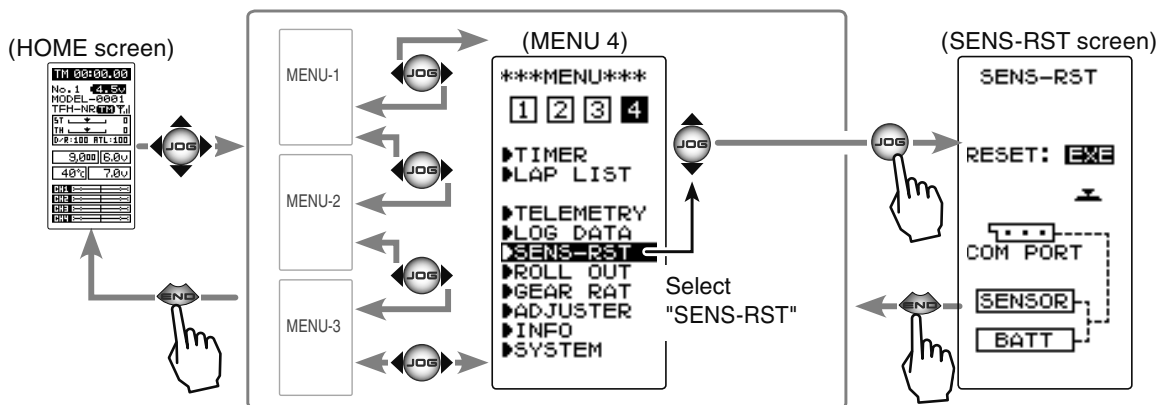 (HOME screen)
TM 00:00.00
No.1 4.5V
MODEL-0001
TFH-NR TM
ST 0
TH 0
D/R:100 ATL:100
9,000 6.0V
40℃ 7.0V
CH1
CH2
CH3
CH4
JOG
END
MENU-1
JOG
MENU-2
JOG
JOG
MENU-3
JOG
(MENU 4)
***MENU***
1 2 3 4
TIMER
LAP LIST
TELEMETRY
LOG DATA
SENS-RST
ROLL OUT
GEAR RAT
ADJUSTER
INFO
SYSTEM
JOG
Select
"SENS-RST"
JOG
END
(SENS-RST screen)
SENS-RST
RESET: EXE
COM PORT
SENSOR
BATT